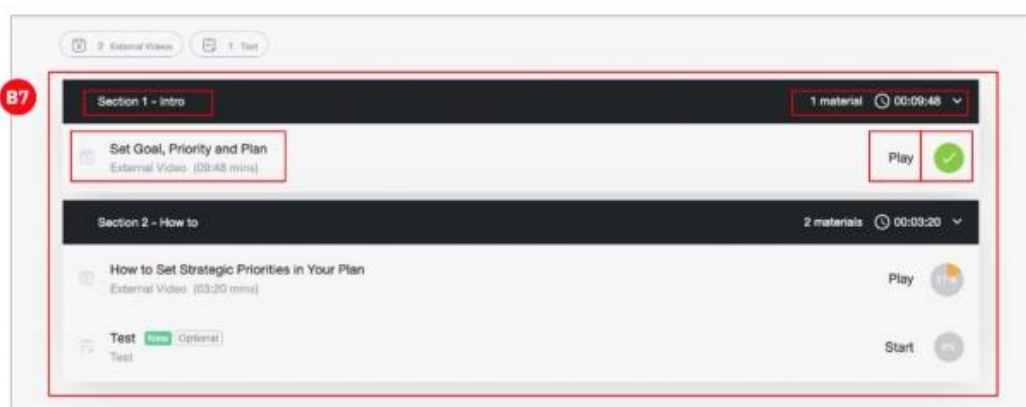 2 External Videos
1 Test
B7
Section 1 - Intro
1 material 00:09:48
Set Goal, Priority and Plan
Play
External Video (09:48 mins)
Section 2 - How to
2 materials 00:03:20
How to Set Strategic Priorities in Your Plan
Play
External Video (03:20 mins)
Test New Optional
Start
Test